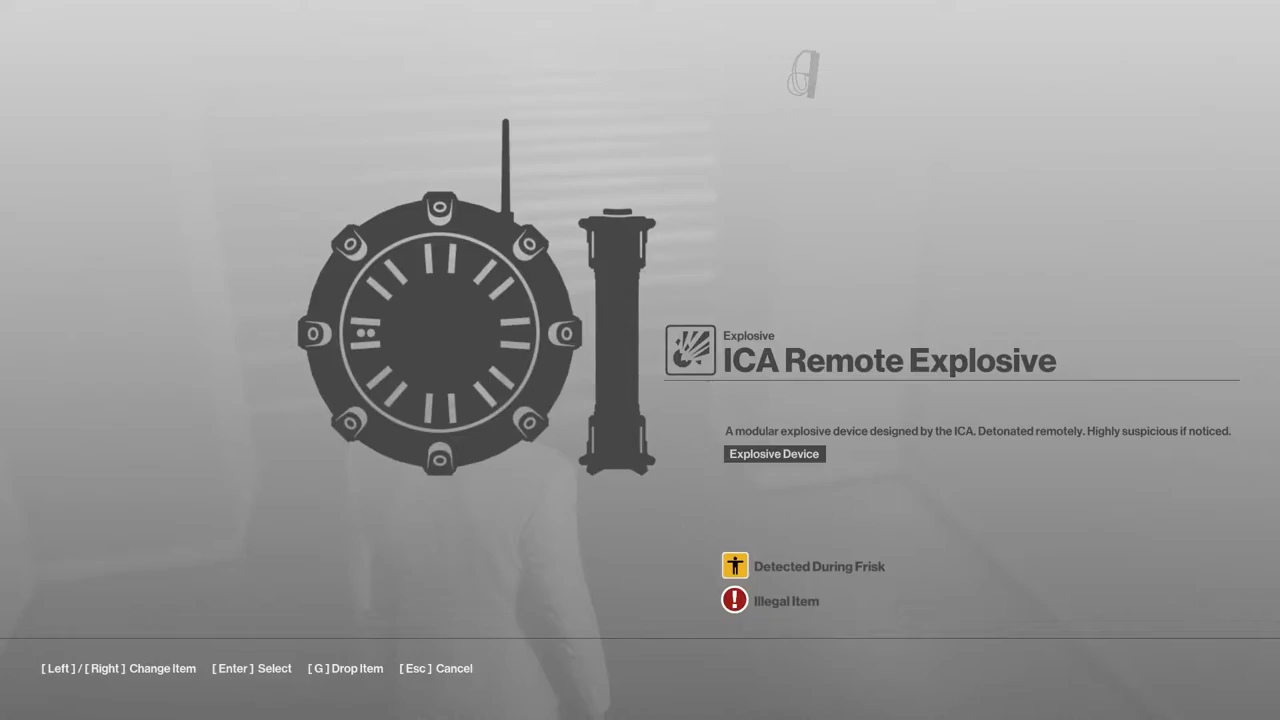 Explosive
ICA Remote Explosive
A modular explosive device designed by the ICA. Detonated remotely. Highly suspicious if noticed.
Explosive Device
Detected During Frisk
Illegal Item
[ Left ] / [ Right ] Change Item [ Enter ] Select [ G ] Drop Item [ Esc ] Cancel